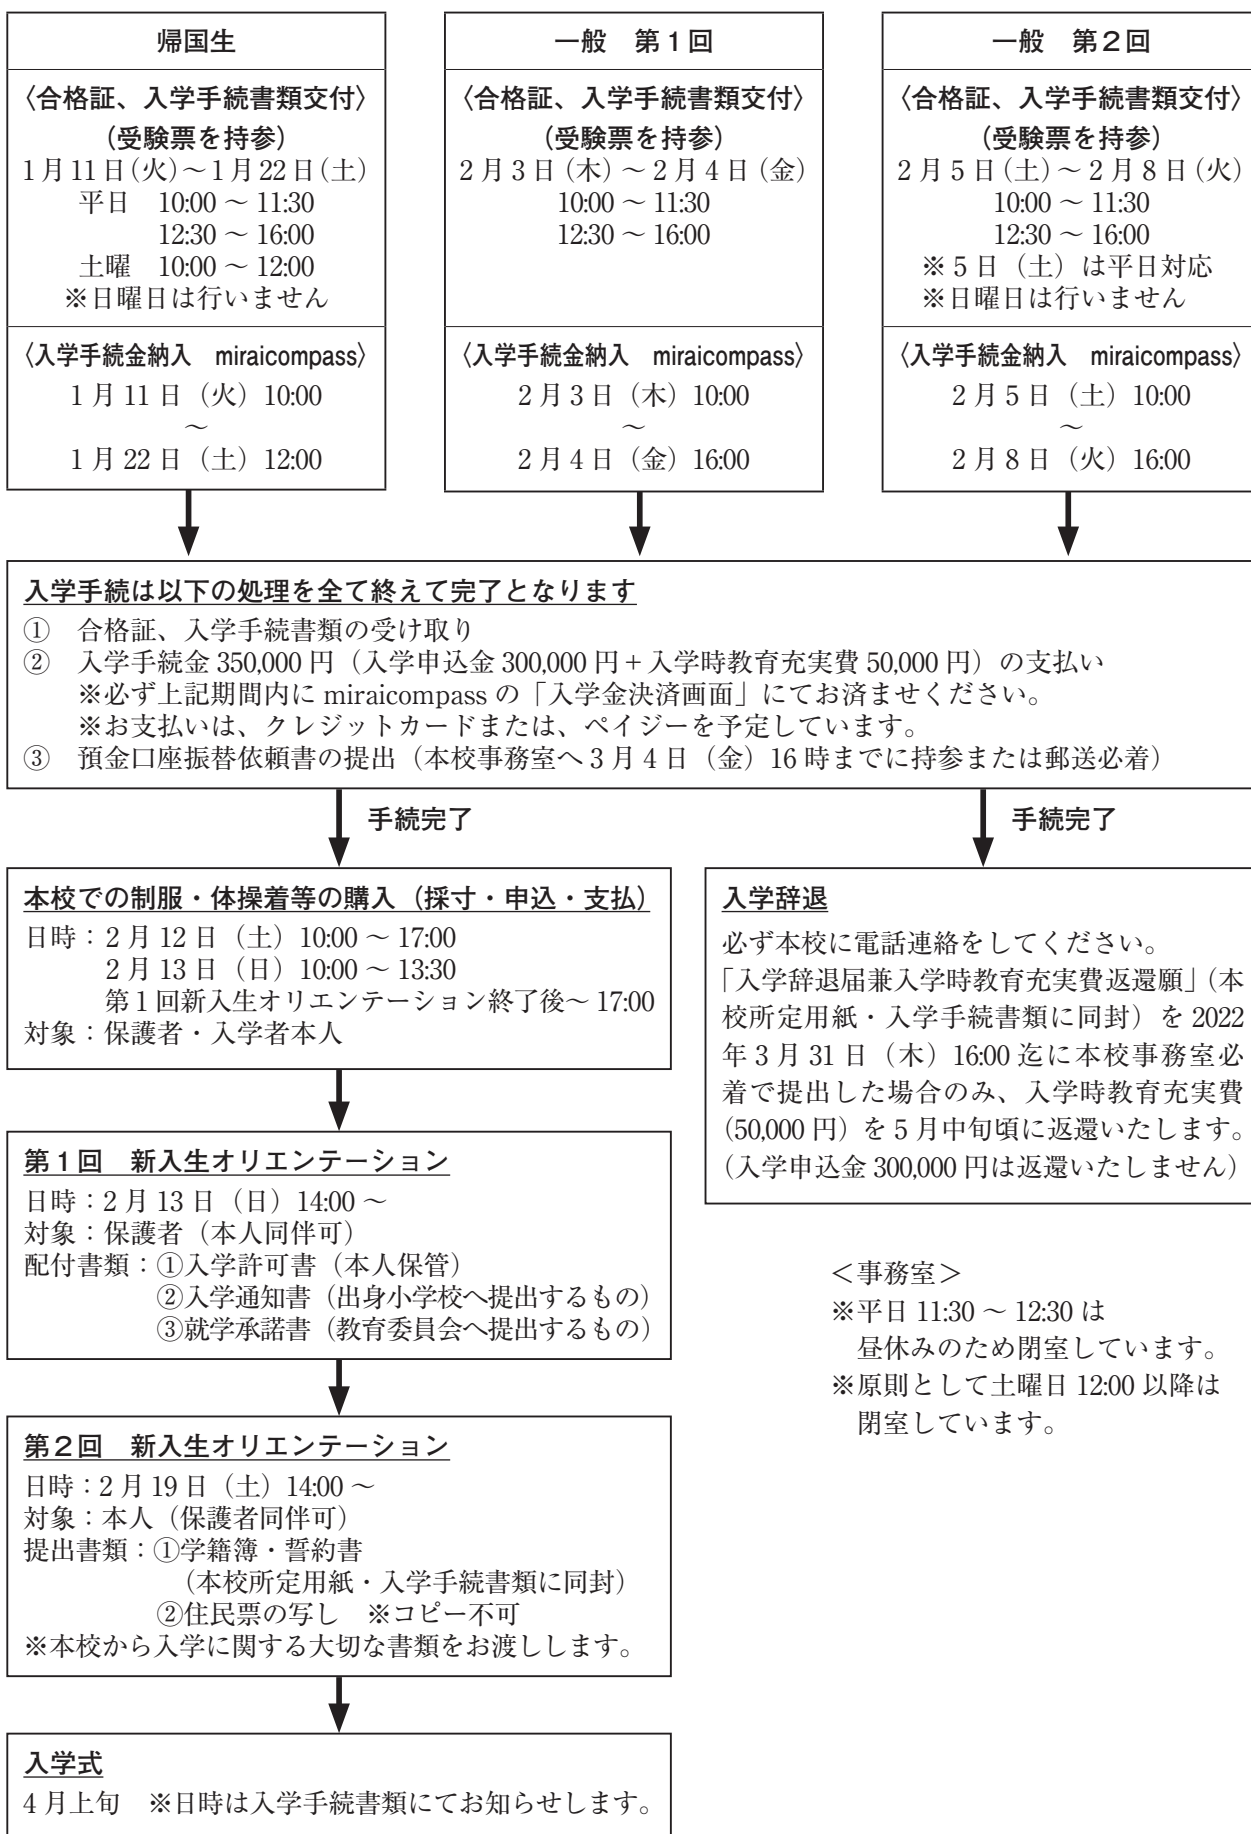 帰国生
〈合格証、入学手続書類交付〉
(受験票を持参)
1月11日(火)～1月22日(土)
平日　10:00 ～ 11:30
12:30 ～ 16:00
土曜　10:00 ～ 12:00
※日曜日は行いません
〈入学手続金納入　miraicompass〉
1月11日（火）10:00
～
1月22日（土）12:00
一般　第1回
〈合格証、入学手続書類交付〉
(受験票を持参)
2月3日（木）～2月4日（金）
10:00 ～ 11:30
12:30 ～ 16:00
〈入学手続金納入　miraicompass〉
2月3日（木）10:00
～
2月4日（金）16:00
一般　第2回
〈合格証、入学手続書類交付〉
(受験票を持参)
2月5日（土）～2月8日（火）
10:00 ～ 11:30
12:30 ～ 16:00
※5日（土）は平日対応
※日曜日は行いません
〈入学手続金納入　miraicompass〉
2月5日（土）10:00
～
2月8日（火）16:00
入学手続は以下の処理を全て終えて完了となります
①　合格証、入学手続書類の受け取り
②　入学手続金 350,000 円（入学申込金 300,000 円＋入学時教育充実費 50,000 円）の支払い
※必ず上記期間内に miraicompass の「入学金決済画面」にてお済ませください。
※お支払いは、クレジットカードまたは、ペイジーを予定しています。
③　預金口座振替依頼書の提出（本校事務室へ3月4日（金）16時までに持参または郵送必着）
手続完了
手続完了
本校での制服・体操着等の購入（採寸・申込・支払）
日時：2月12日（土）10:00 ～ 17:00
2月13日（日）10:00 ～ 13:30
第1回新入生オリエンテーション終了後～ 17:00
対象：保護者・入学者本人
第1回　新入生オリエンテーション
日時：2月13日（日）14:00 ～
対象：保護者（本人同伴可）
配付書類：①入学許可書（本人保管）
②入学通知書（出身小学校へ提出するもの）
③就学承諾書（教育委員会へ提出するもの）
第2回　新入生オリエンテーション
日時：2月19日（土）14:00 ～
対象：本人（保護者同伴可）
提出書類：①学籍簿・誓約書
（本校所定用紙・入学手続書類に同封）
②住民票の写し　※コピー不可
※本校から入学に関する大切な書類をお渡しします。
入学式
4月上旬　※日時は入学手続書類にてお知らせします。
入学辞退
必ず本校に電話連絡をしてください。
「入学辞退届兼入学時教育充実費返還願」（本
校所定用紙・入学手続書類に同封）を 2022
年3月31日（木）16:00 迄に本校事務室必
着で提出した場合のみ、入学時教育充実費
（50,000 円）を5月中旬頃に返還いたします。
（入学申込金 300,000 円は返還いたしません）
＜事務室＞
※平日 11:30 ～ 12:30 は
昼休みのため閉室しています。
※原則として土曜日 12:00 以降は
閉室しています。